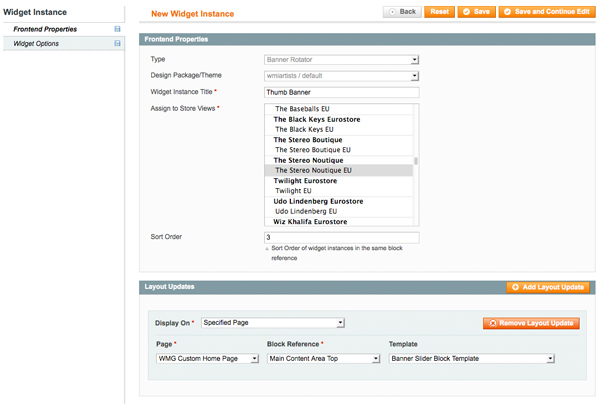 Widget Instance
Frontend Properties
Widget Options
New Widget Instance
Back
Reset
Save
Save and Continue Edit
Frontend Properties
Type
Banner Rotator
Design Package/Theme
wmiartists / default
Widget Instance Title *
Thumb Banner
Assign to Store Views *
The Baseballs EU
The Black Keys Eurostore
The Black Keys EU
The Stereo Boutique
The Stereo Boutique EU
The Stereo Noutique
The Stereo Noutique EU
Twilight Eurostore
Twilight EU
Udo Lindenberg Eurostore
Udo Lindenberg EU
Wiz Khalifa Eurostore
Sort Order
3
Sort Order of widget instances in the same block
reference
Layout Updates
Add Layout Update
Display On *
Specified Page
Remove Layout Update
Page *
Block Reference *
Template
WMG Custom Home Page
Main Content Area Top
Banner Slider Block Template